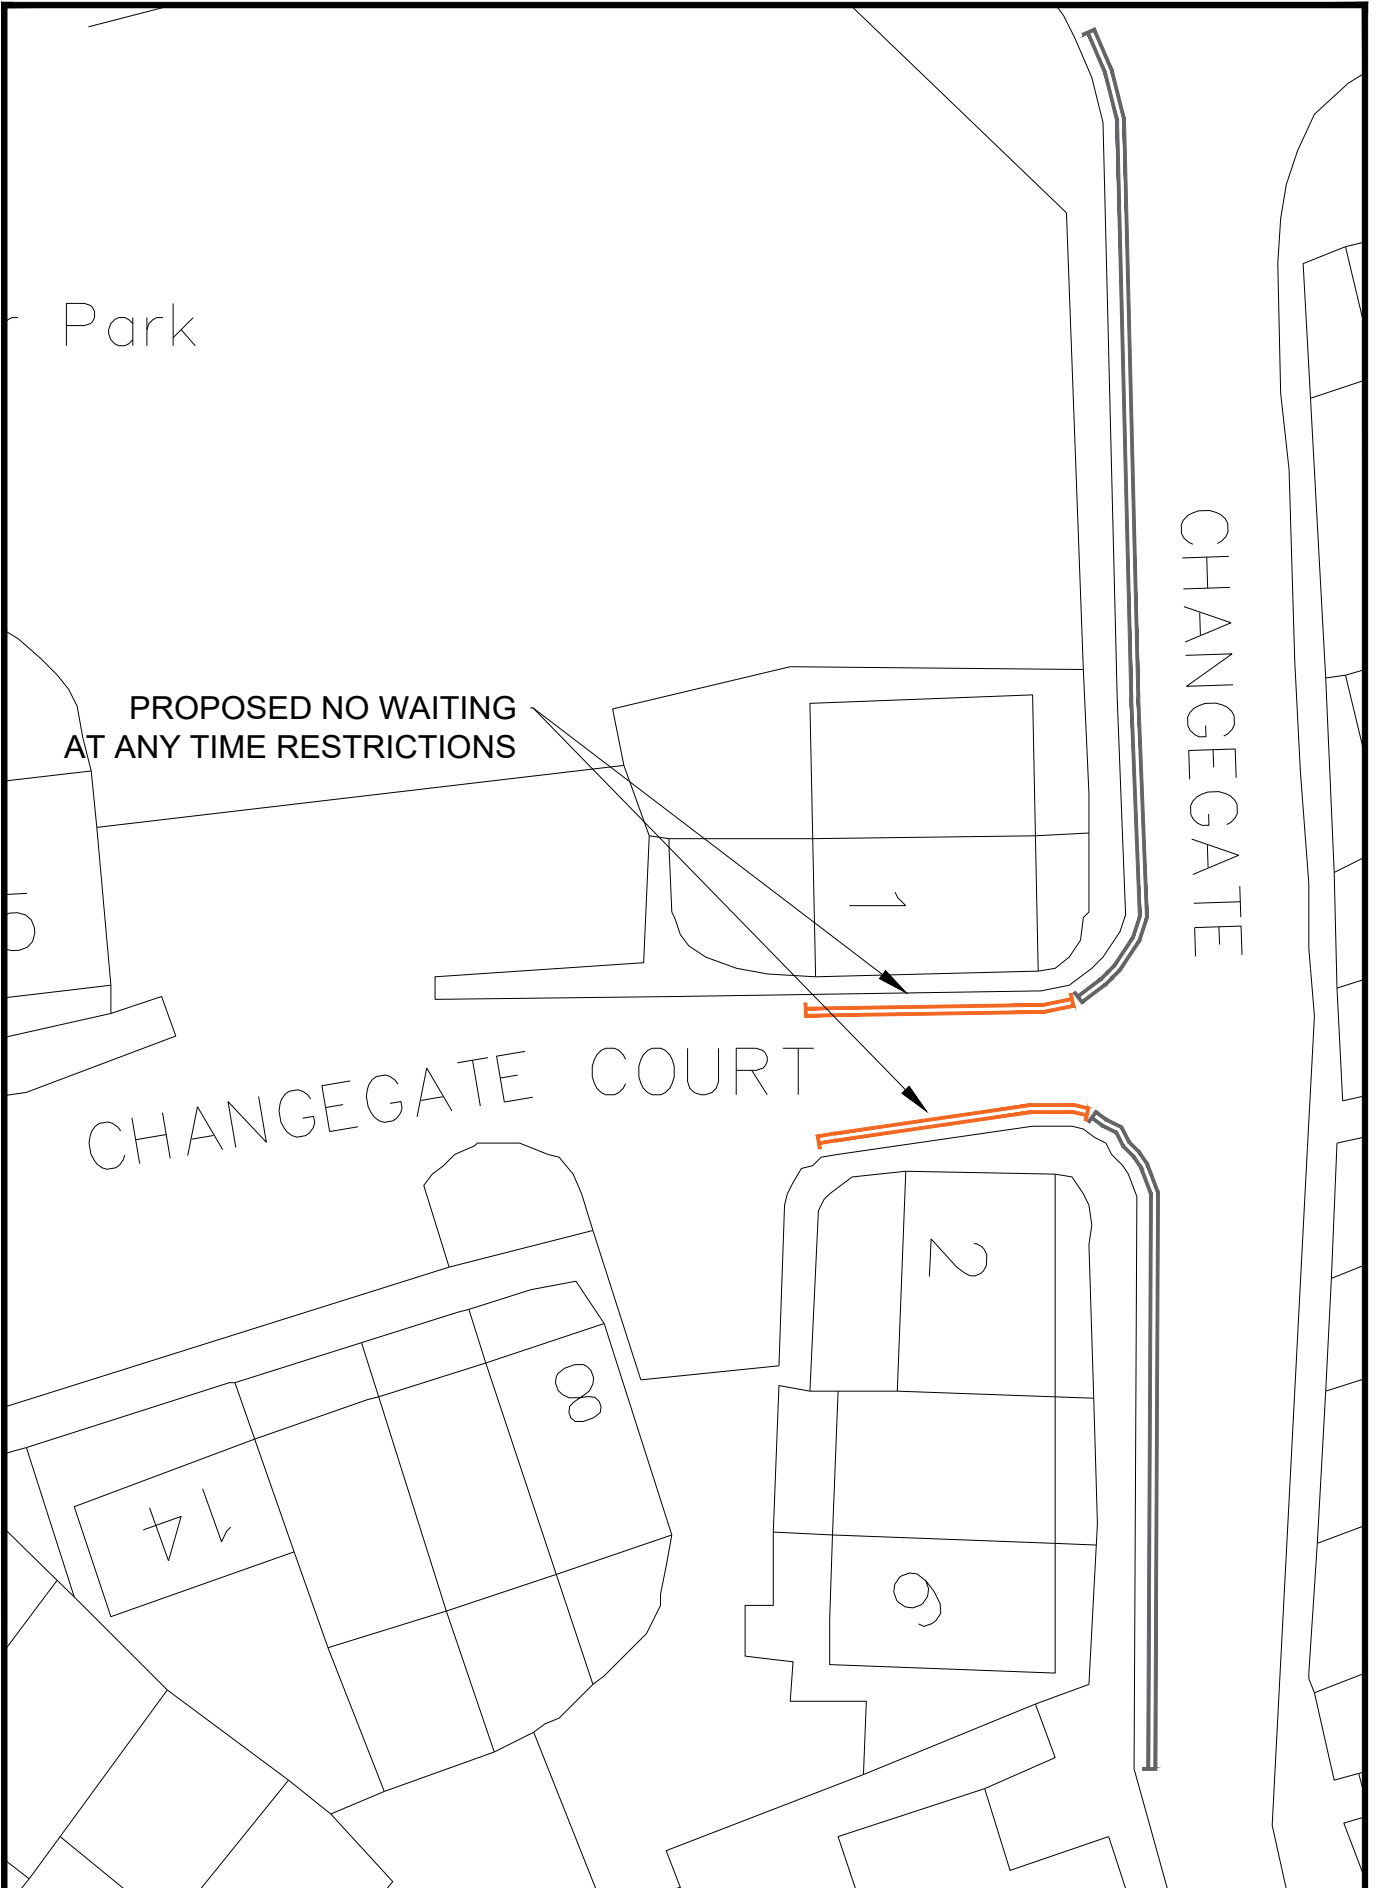 Park
CHANGEGATE
PROPOSED NO WAITING
AT ANY TIME RESTRICTIONS
1
CHANGEGATE COURT
2
8
14
6